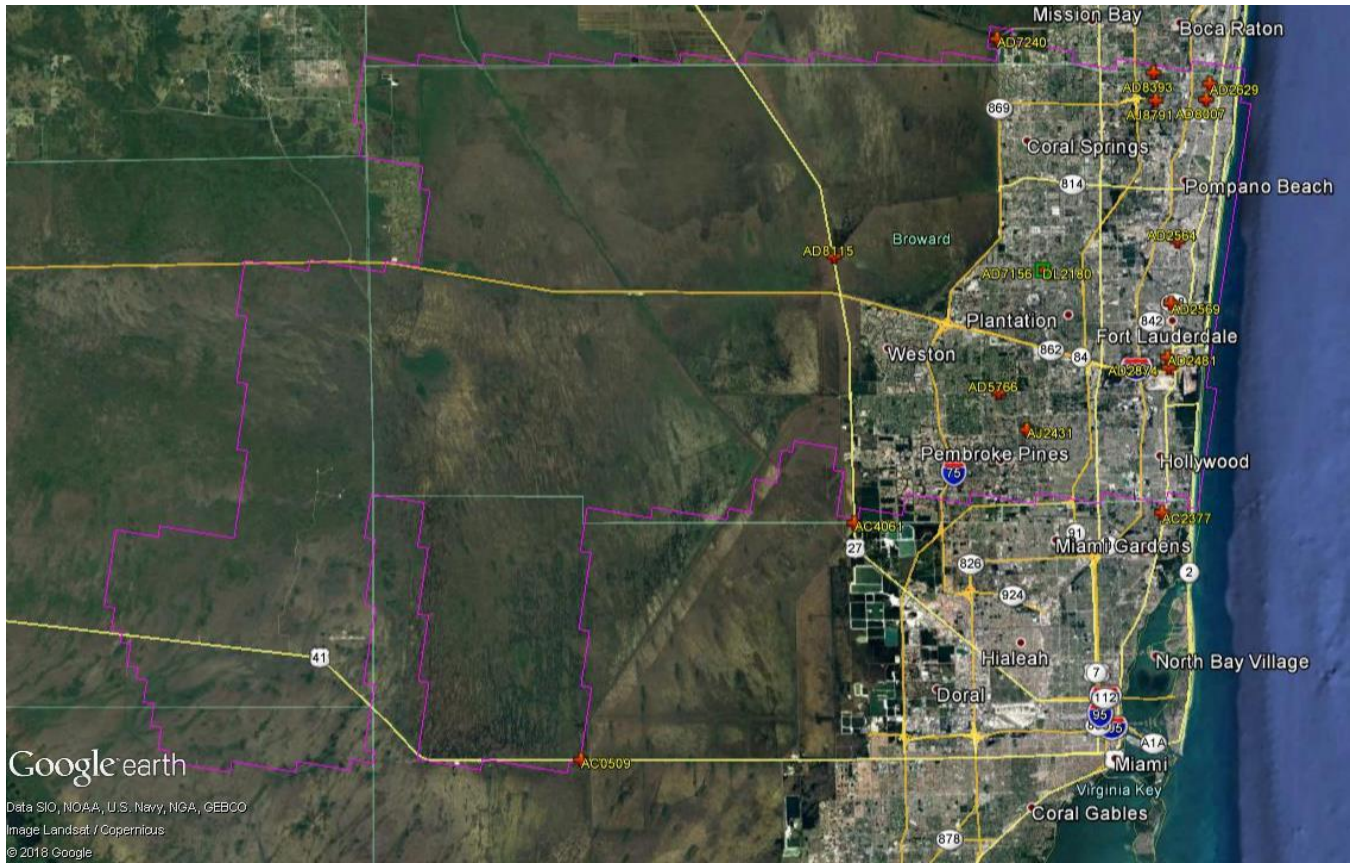 Mission Bay
Boca Raton
AD7240
AD8393
AD2629
869
AJ8791
AD8007
Coral Springs
814
Pompano Beach
Broward
AD2564
AD8115
AD7156
DL2180
AD2569
Plantation
842
Fort Lauderdale
Weston
862
84
AD2481
AD2874
AD5766
AJ2431
Pembroke Pines
Hollywood
75
AC4061
AC2377
27
91
Miami Gardens
826
2
924
41
Hialeah
North Bay Village
7
Doral
112
95
A1A
Google earth
AC0509
Miami
Virginia Key
Data SIO, NOAA, U.S. Navy, NGA, GEBCO
Coral Gables
Image Landsat / Copernicus
878
© 2018 Google